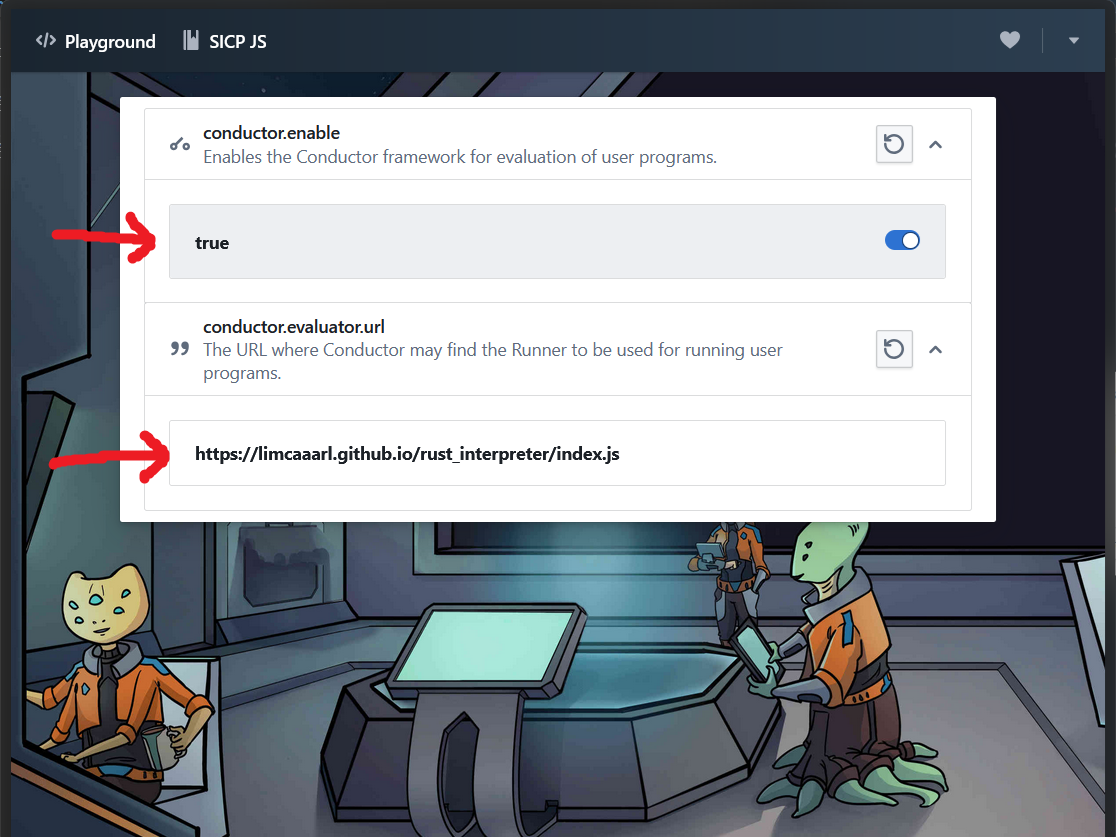 Playground SICP JS
conductor.enable
Enables the Conductor framework for evaluation of user programs.
true
conductor.evaluator.url
The URL where Conductor may find the Runner to be used for running user
programs.
https://limcaaarl.github.io/rust_interpreter/index.js